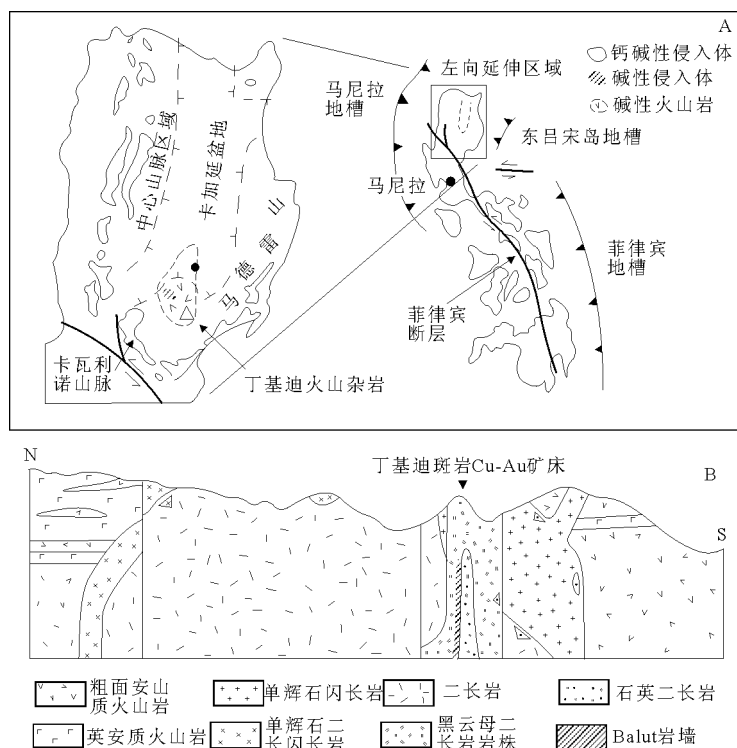 A
钙碱性侵入体
碱性侵入体
碱性火山岩
左向延伸区域
马尼拉
地槽
东吕宋岛地槽
马尼拉
菲律宾
地槽
菲律宾
断层
中心山脉区域
卡加延盆地
马德雷山
卡瓦利
诺山脉
丁基迪火山杂岩
N
丁基迪斑岩Cu-Au矿床
B
S
粗面安山
质火山岩
单辉石闪长岩
二长岩
石英二长岩
英安质火山岩
单辉石二
长闪长岩
黑云母二
长岩岩株
Balut岩墙